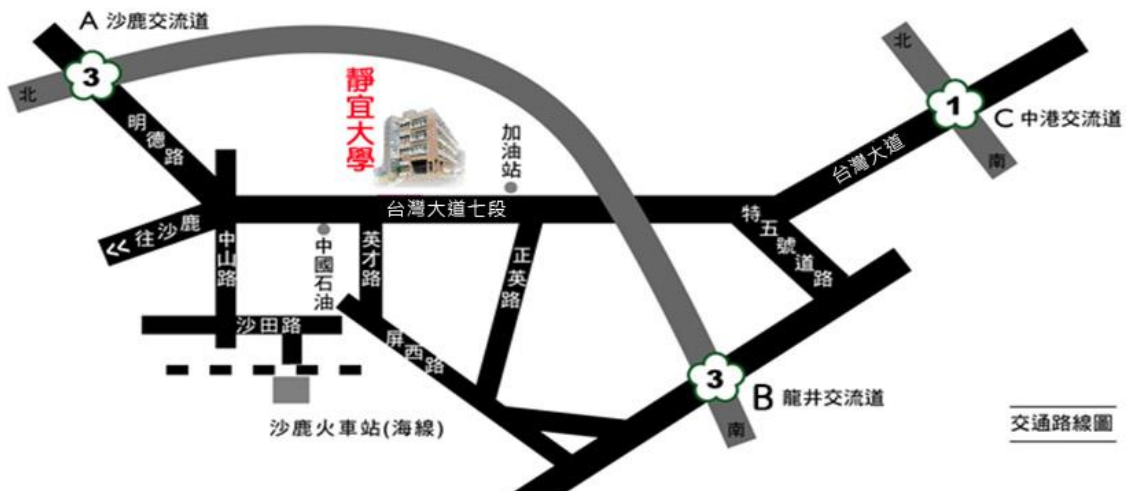 A 沙鹿交流道
3
北
明德路
靜宜大學
加油站
北
1
C 中港交流道
南
台灣大道
台灣大道七段
<< 往沙鹿
中山路
中國石油
英才路
正英路
特五號道路
沙田路
屏西路
3
B 龍井交流道
南
沙鹿火車站(海線)
交通路線圖